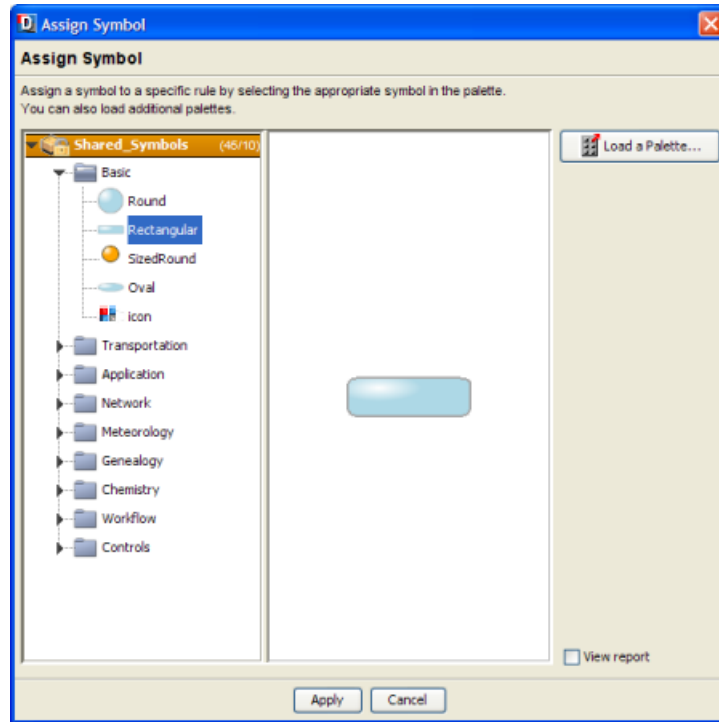 Assign Symbol
Assign Symbol
Assign a symbol to a specific rule by selecting the appropriate symbol in the palette.
You can also load additional palettes.
Shared_Symbols (46/10)
Load a Palette...
Basic
Round
Rectangular
SizedRound
Oval
icon
Transportation
Application
Network
Meteorology
Genealogy
Chemistry
Workflow
Controls
View report
Apply Cancel